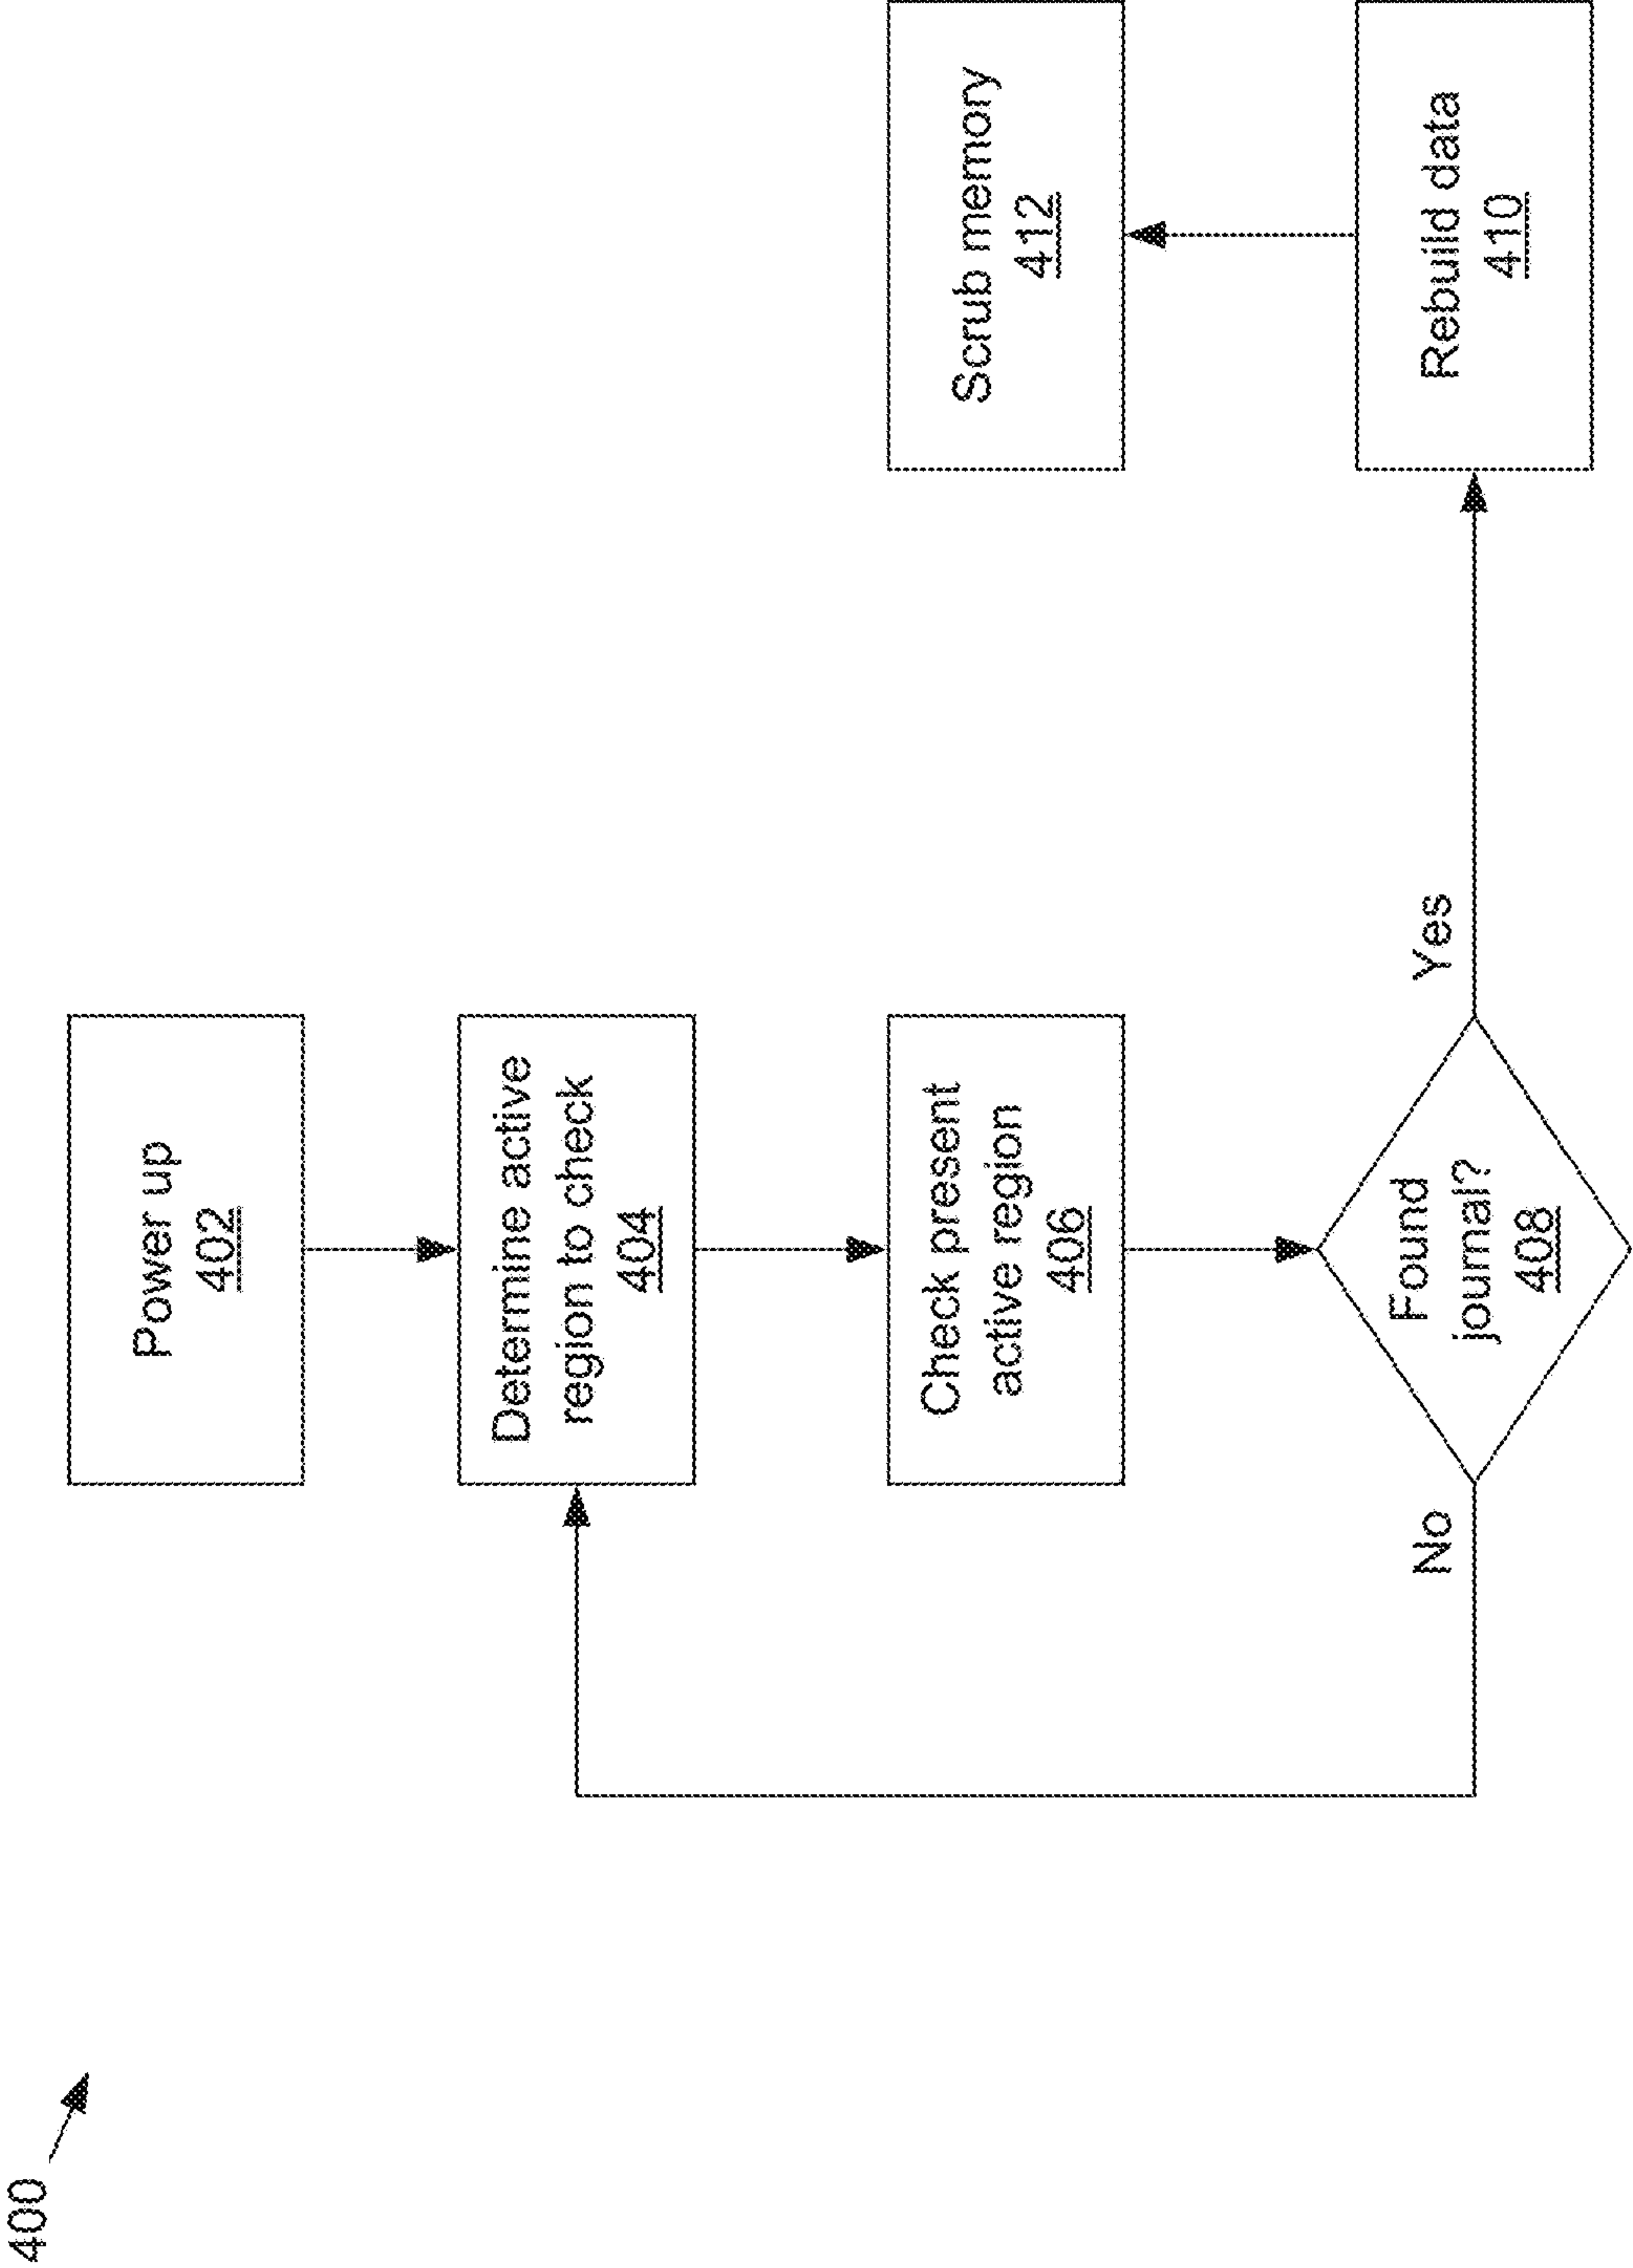 400
Power up
402
Determine active
region to check
404
Check present
active region
406
Found
journal?
408
No
Yes
Rebuild data
410
Scrub memory
412